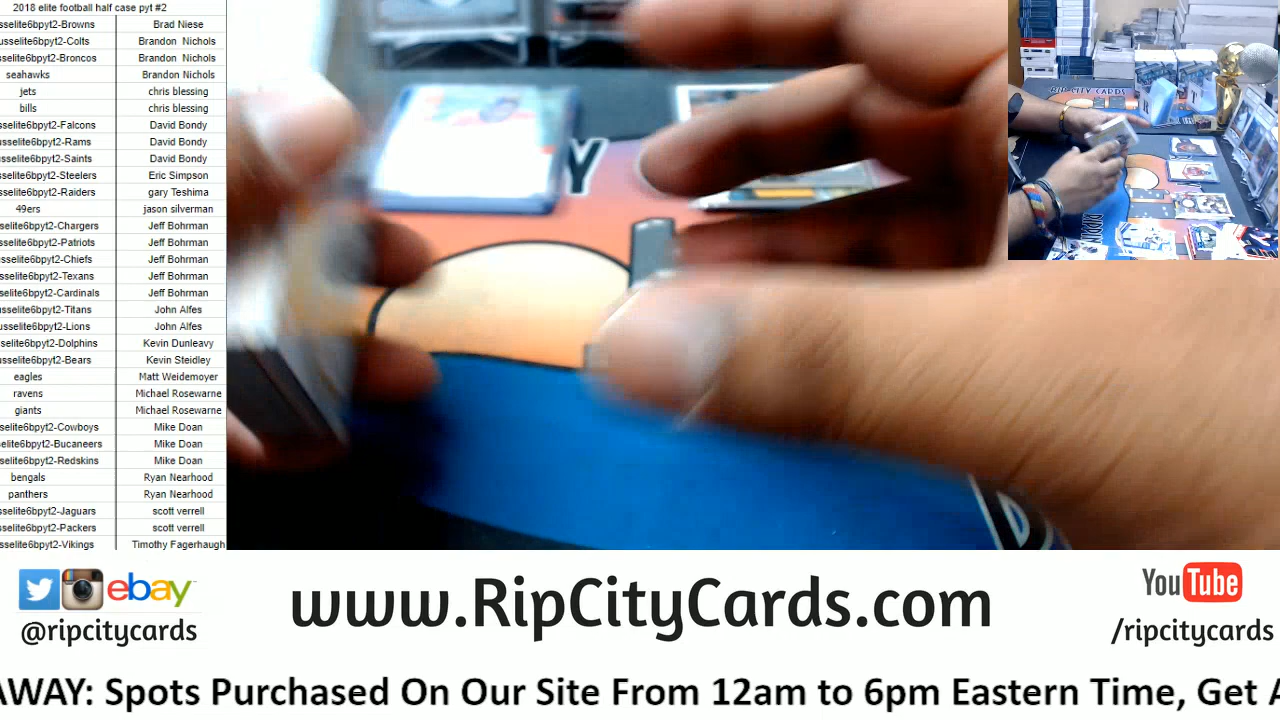 2018 elite football half case pyt #2
sselite6bpyt2-Browns Brad Niese
usselite6bpyt2-Colts Brandon Nichols
sselite6bpyt2-Broncos Brandon Nichols
seahawks Brandon Nichols
jets chris blessing
bills chris blessing
sselite6bpyt2-Falcons David Bondy
sselite6bpyt2-Rams David Bondy
sselite6bpyt2-Saints David Bondy
sselite6bpyt2-Steelers Eric Simpson
sselite6bpyt2-Raiders gary Teshima
49ers jason silverman
sselite6bpyt2-Chargers Jeff Bohrman
sselite6bpyt2-Patriots Jeff Bohrman
sselite6bpyt2-Chiefs Jeff Bohrman
sselite6bpyt2-Texans Jeff Bohrman
sselite6bpyt2-Cardinals Jeff Bohrman
usselite6bpyt2-Titans John Alfes
usselite6bpyt2-Lions John Alfes
sselite6bpyt2-Dolphins Kevin Dunleavy
sselite6bpyt2-Bears Kevin Steidley
eagles Matt Weidemoyer
ravens Michael Rosewarne
giants Michael Rosewarne
sselite6bpyt2-Cowboys Mike Doan
elite6bpyt2-Bucaneers Mike Doan
sselite6bpyt2-Redskins Mike Doan
bengals Ryan Nearhood
panthers Ryan Nearhood
sselite6bpyt2-Jaguars scott verrell
sselite6bpyt2-Packers scott verrell
sselite6bpyt2-Vikings Timothy Fagerhaugh
Y
RIP CITY CARDS
ebay
@ripcitycards
www.RipCityCards.com
YouTube
/ripcitycards
AWAY: Spots Purchased On Our Site From 12am to 6pm Eastern Time, Get A